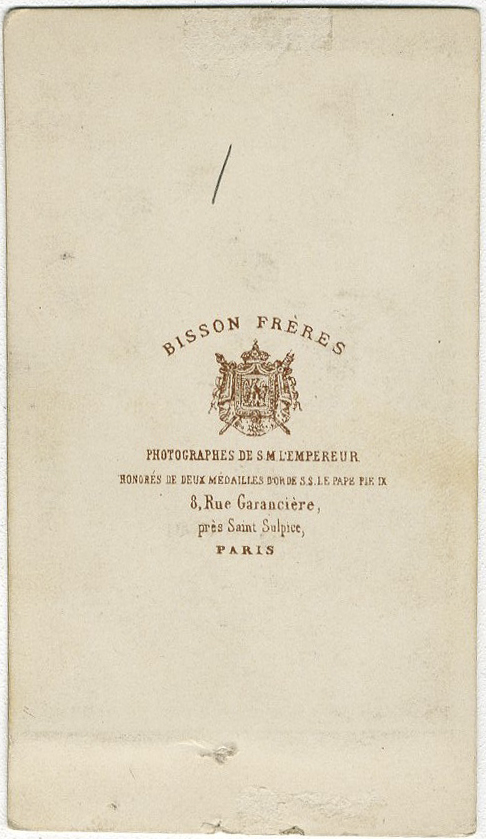 BISSON FRÈRES
PHOTOGRAPHES DE S M L'EMPEREUR.
HONORÉS DE DEUX MÉDAILLES D'OR DE S.S. LE PAPE PIE IX
8, Rue Garancière,
près Saint Sulpice,
PARIS